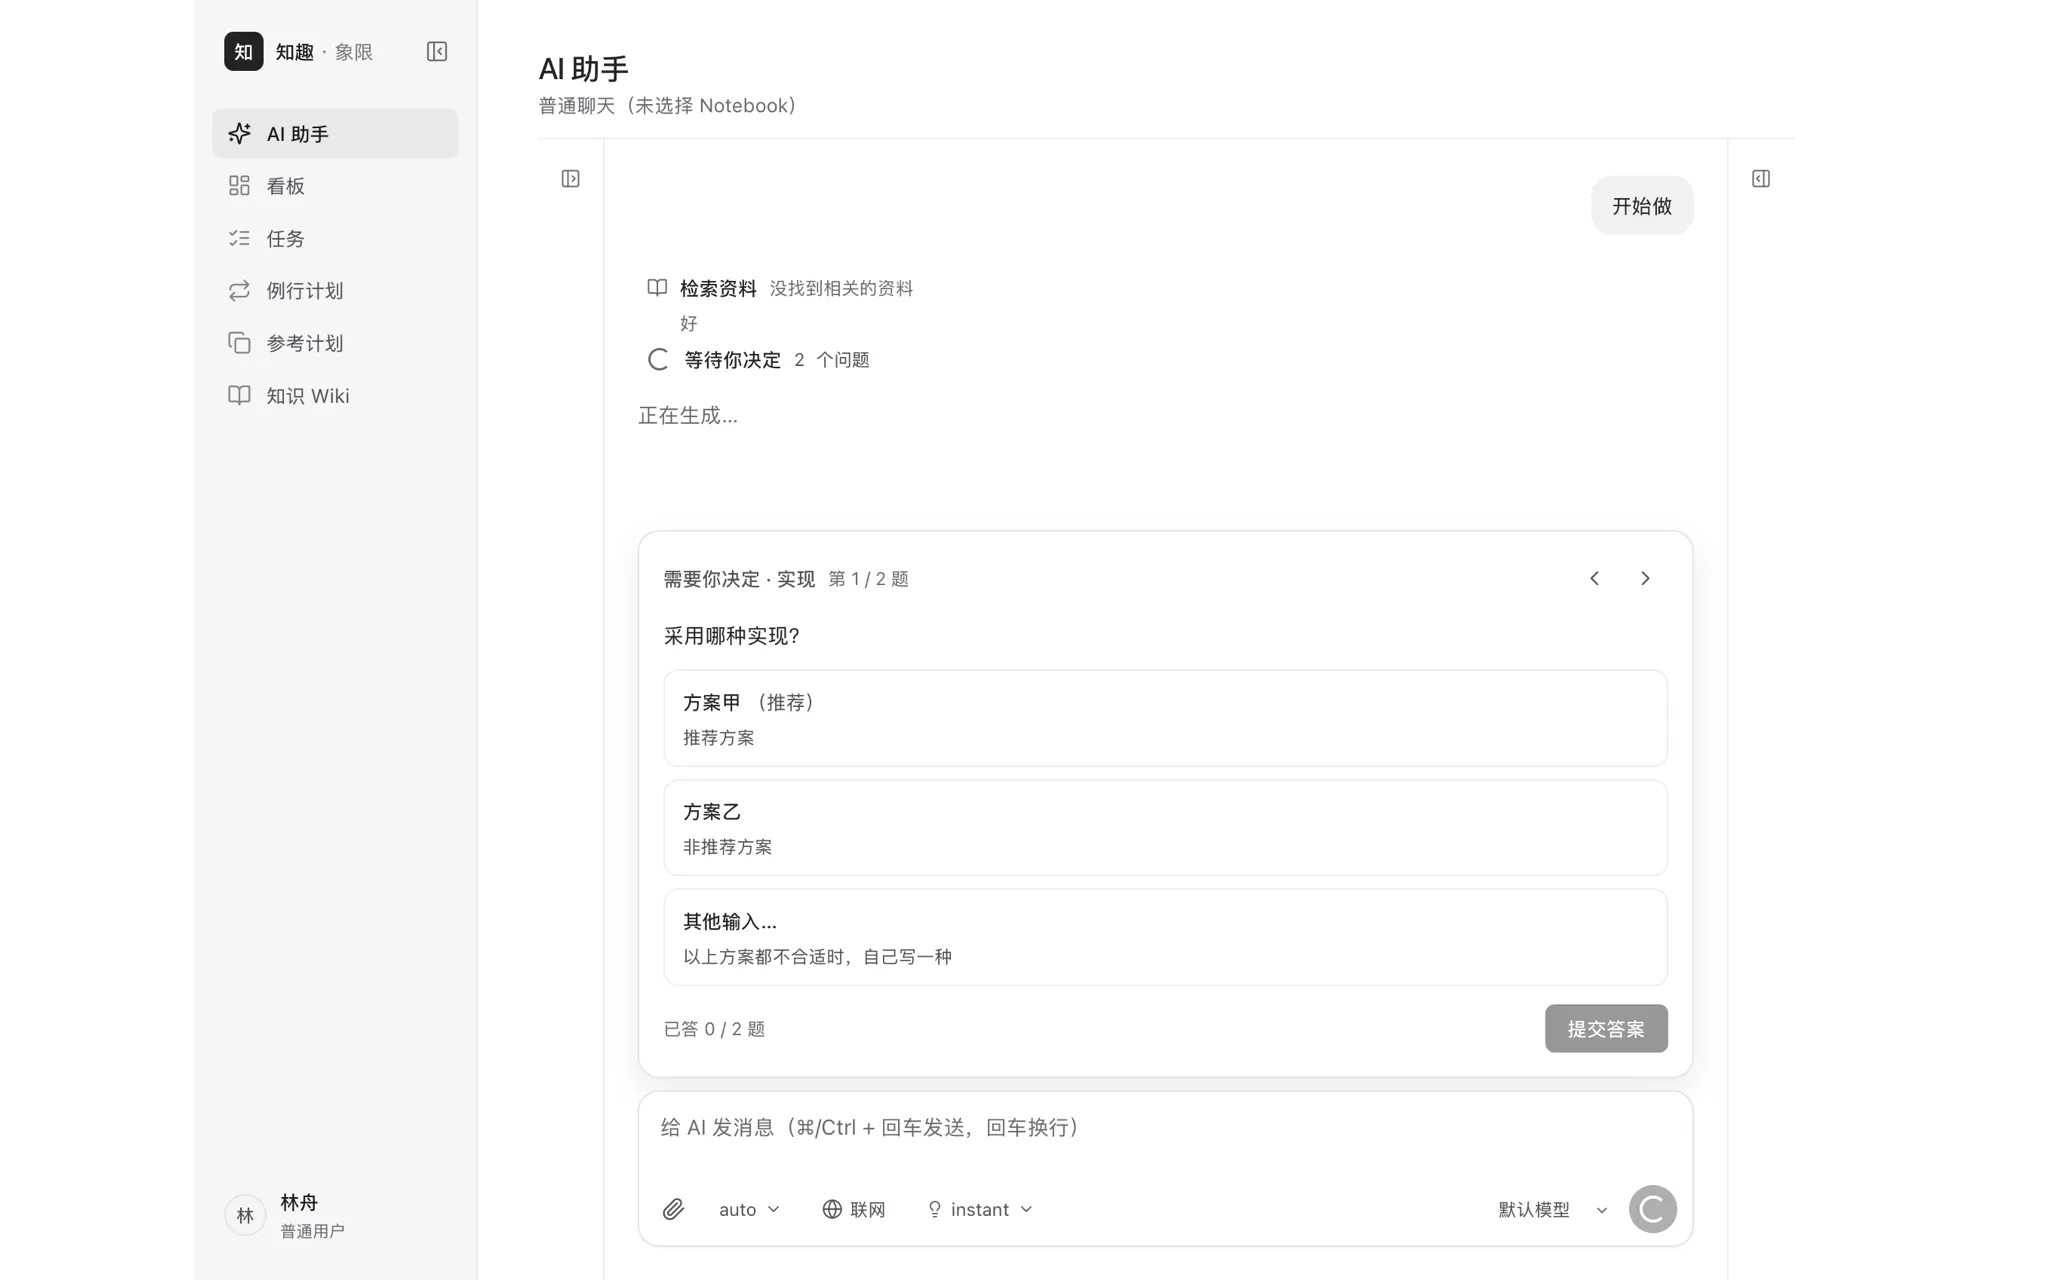 知 知趣 · 象限
AI 助手
看板
任务
例行计划
参考计划
知识 Wiki
林 林舟
普通用户
AI 助手
普通聊天（未选择 Notebook）
开始做
检索资料 没找到相关的资料
好
等待你决定 2 个问题
正在生成...
需要你决定 · 实现 第 1 / 2 题
采用哪种实现？
方案甲 （推荐）
推荐方案
方案乙
非推荐方案
其他输入...
以上方案都不合适时，自己写一种
已答 0 / 2 题
提交答案
给 AI 发消息（⌘/Ctrl + 回车发送，回车换行）
auto 联网 instant 默认模型